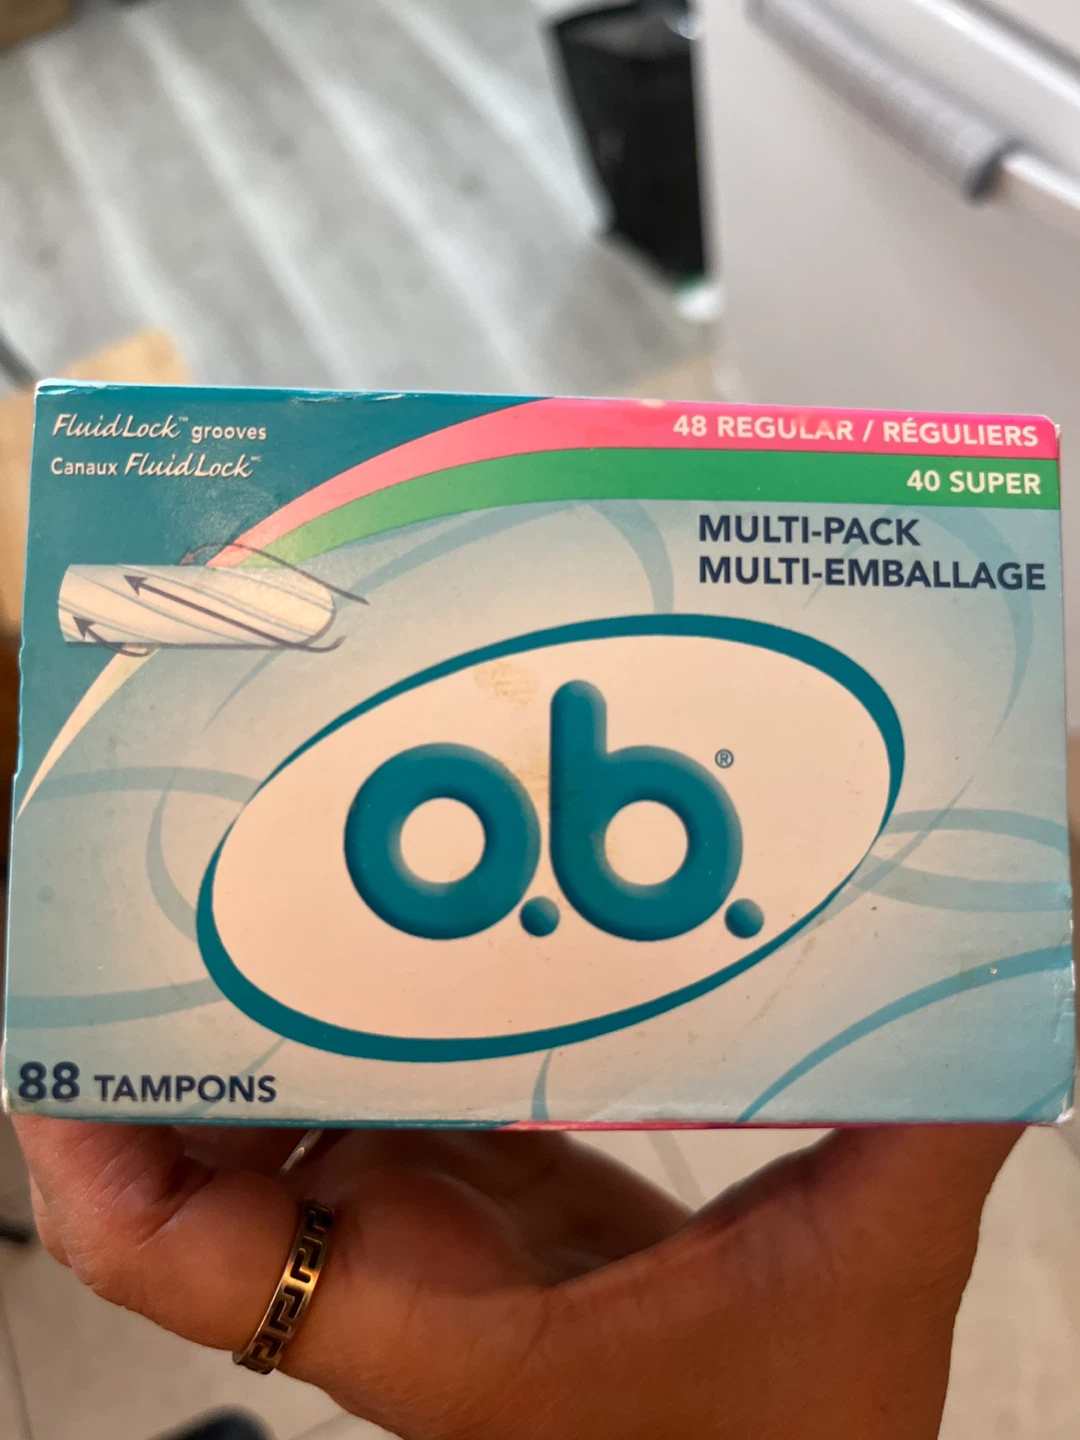 FluidLock™ grooves
Canaux FluidLock™
48 REGULAR / RÉGULIERS
40 SUPER
MULTI-PACK
MULTI-EMBALLAGE
o.b.®
88 TAMPONS